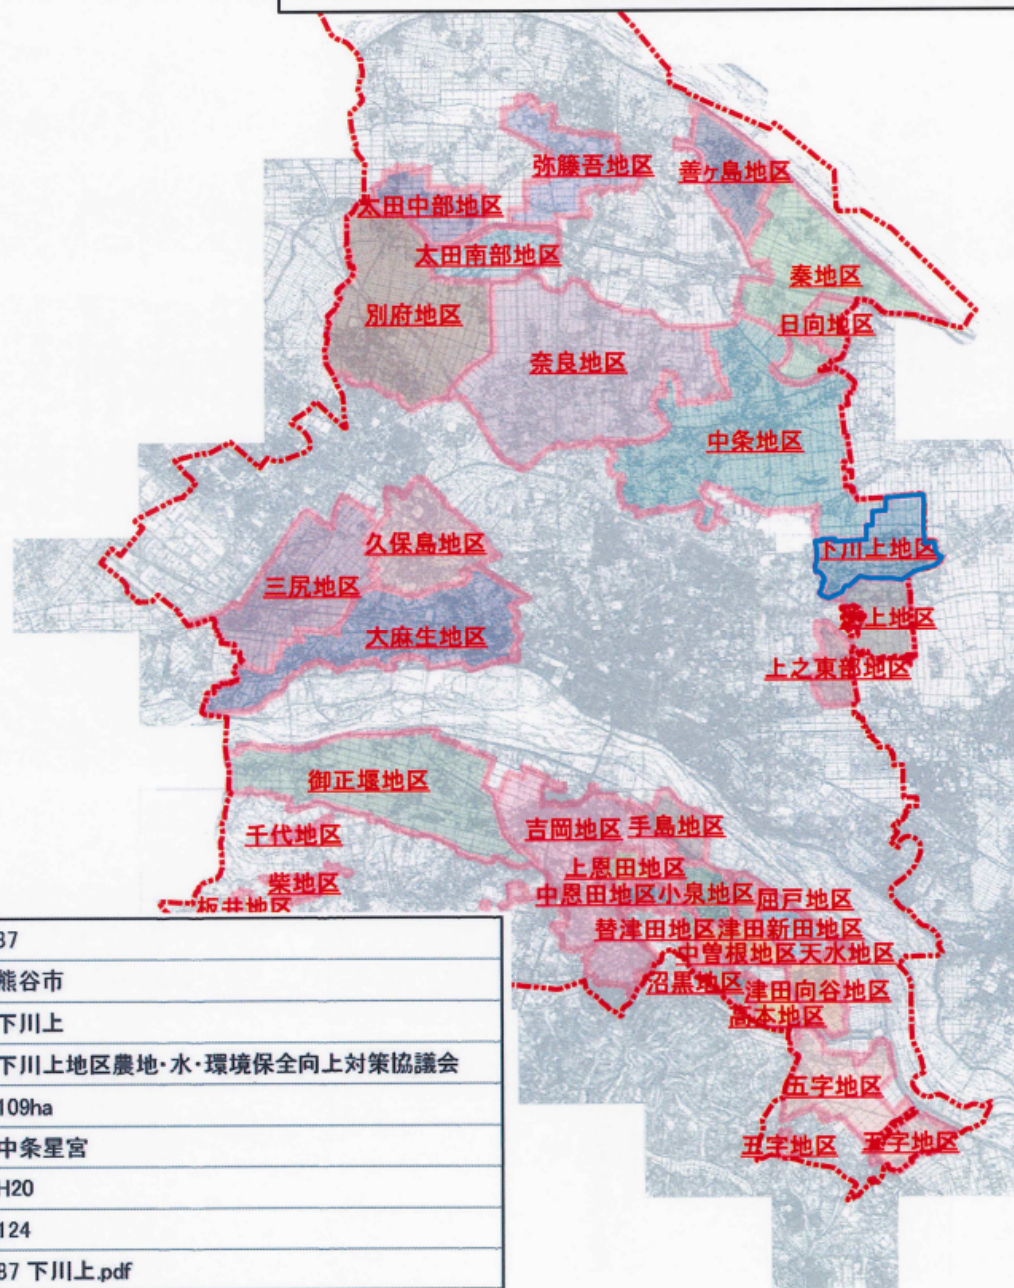 弥藤吾地区
善ヶ島地区
太田中部地区
太田南部地区
秦地区
別府地区
日向地区
奈良地区
中条地区
久保島地区
下川上地区
三尻地区
上地区
大麻生地区
上之東部地区
御正堰地区
吉岡地区
手島地区
千代地区
上恩田地区
柴地区
中恩田地区
小泉地区
屈戸地区
板井地区
替津田地区
津田新田地区
中曽根地区
天水地区
沼黒地区
津田向谷地区
高本地区
五字地区
五字地区
五字地区
37
熊谷市
下川上
下川上地区農地・水・環境保全向上対策協議会
109ha
中条星宮
H20
124
87 下川上.pdf